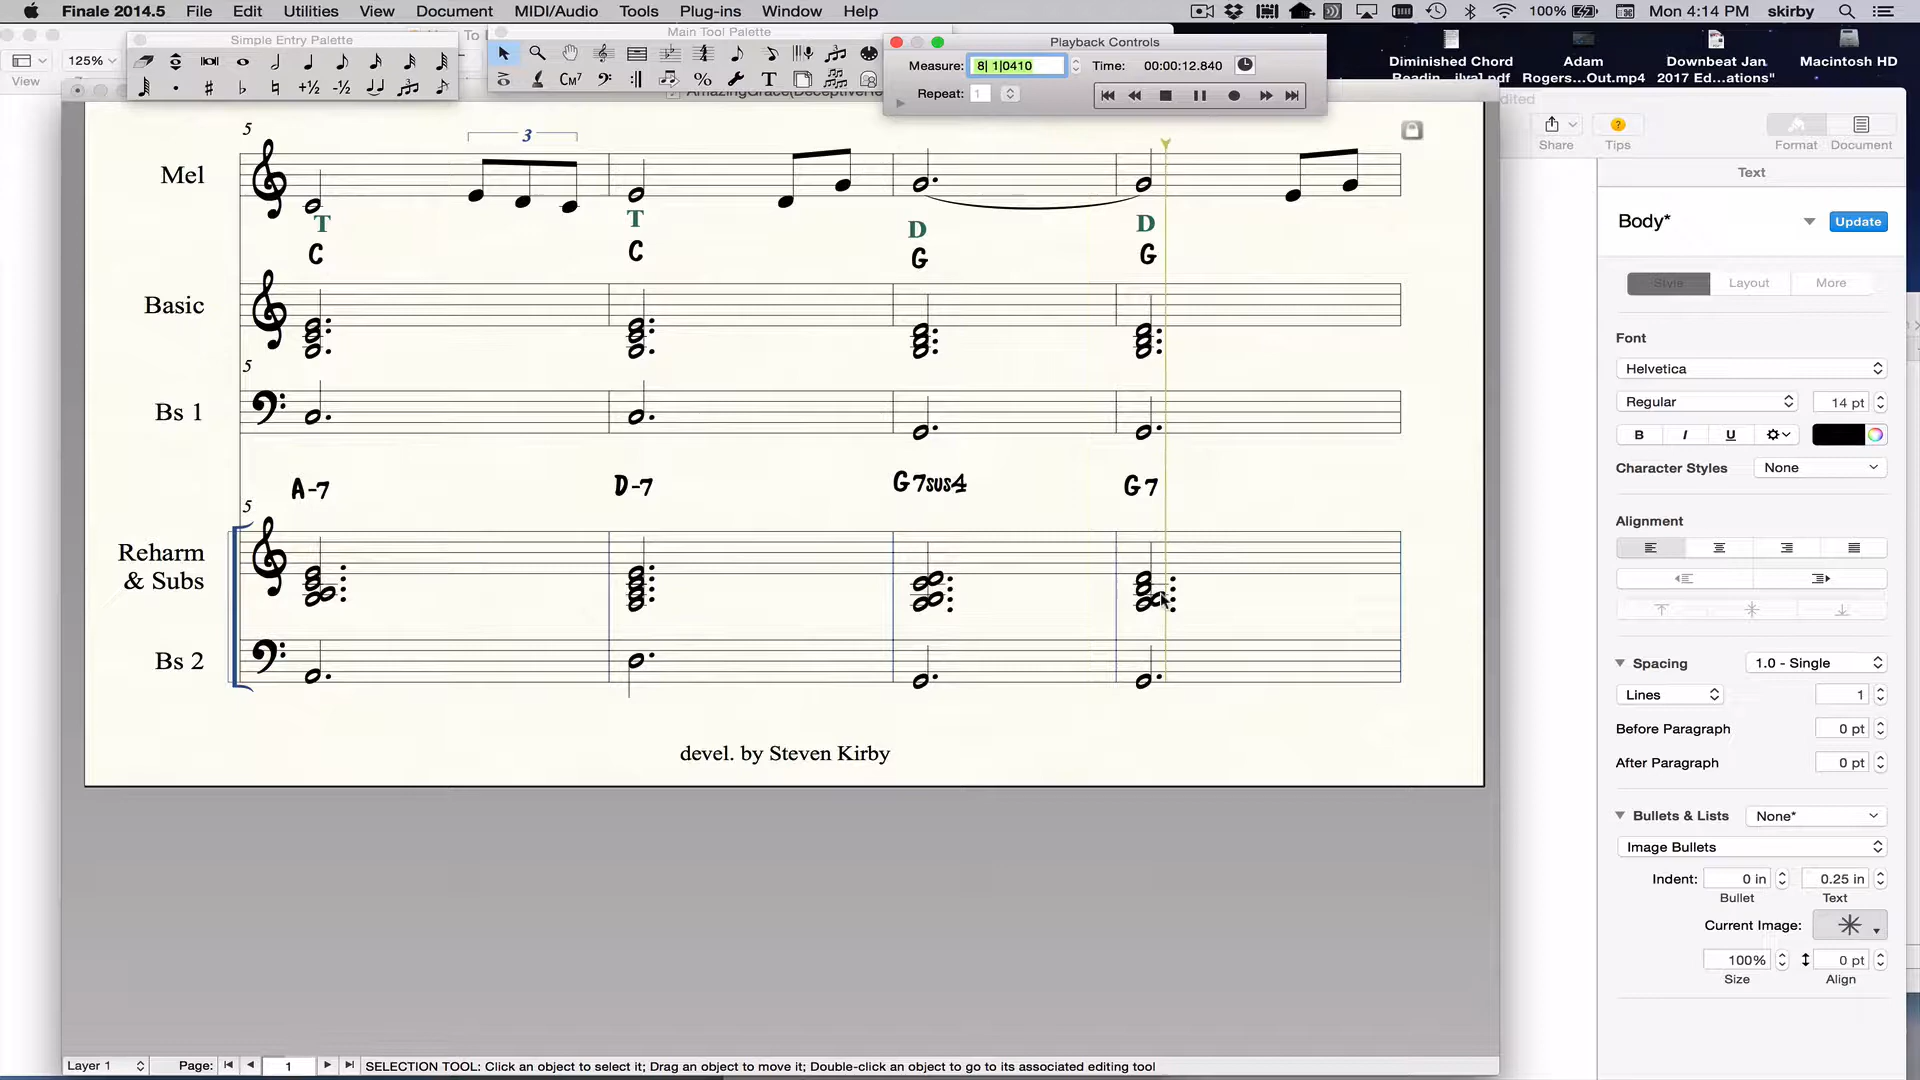 Finale 2014.5 File Edit Utilities View Document MIDI/Audio Tools Plug-ins Window Help 100% Mon 4:14 PM skirby
Simple Entry Palette
Main Tool Palette
Playback Controls
View
125%
Measure: 8| 1|0410 Time: 00:00:12.840
Repeat: 1
Diminished Chord
Adam
Rogers...Out.mp4
Downbeat Jan
2017 Ed...ations"
Macintosh HD
Share
Tips
Format
Document
5
3
Mel
T T D D
C C G G
Basic
5
Bs 1
A-7 D-7 G7sus4 G7
5
Reharm
& Subs
Bs 2
devel. by Steven Kirby
Text
Body*
Update
Style Layout More
Font
Helvetica
Regular 14 pt
B I U
Character Styles None
Alignment
Spacing 1.0 - Single
Lines 1
Before Paragraph 0 pt
After Paragraph 0 pt
Bullets & Lists None*
Image Bullets
Indent: 0 in 0.25 in
Bullet Text
Current Image:
100% 0 pt
Size Align
Layer 1 Page: 1 SELECTION TOOL: Click an object to select it; Drag an object to move it; Double-click an object to go to its associated editing tool